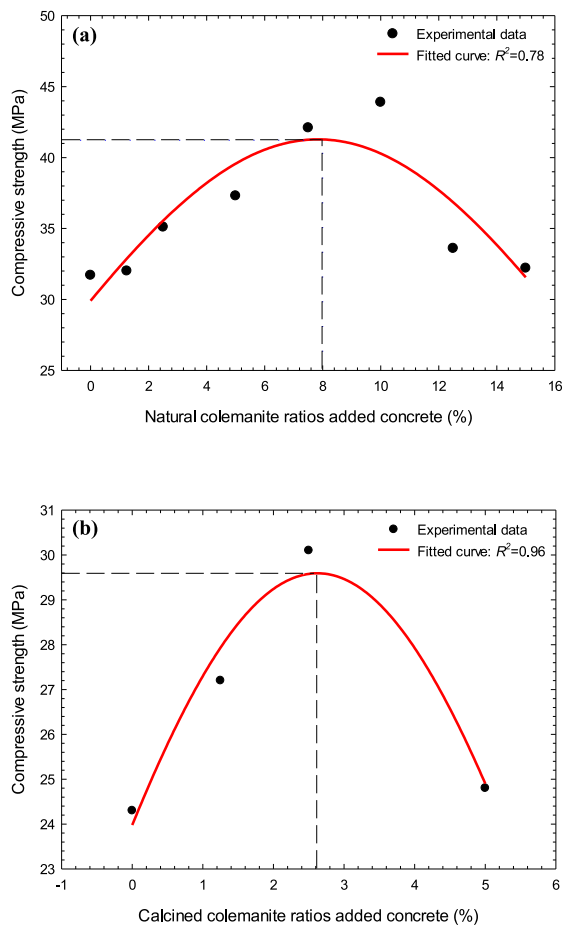 (a)
Experimental data
Fitted curve: R²=0.78
Compressive strength (MPa)
50
45
40
35
30
25
0 2 4 6 8 10 12 14 16
Natural colemanite ratios added concrete (%)
(b)
Experimental data
Fitted curve: R²=0.96
Compressive strength (MPa)
31
30
29
28
27
26
25
24
23
-1 0 1 2 3 4 5 6
Calcined colemanite ratios added concrete (%)